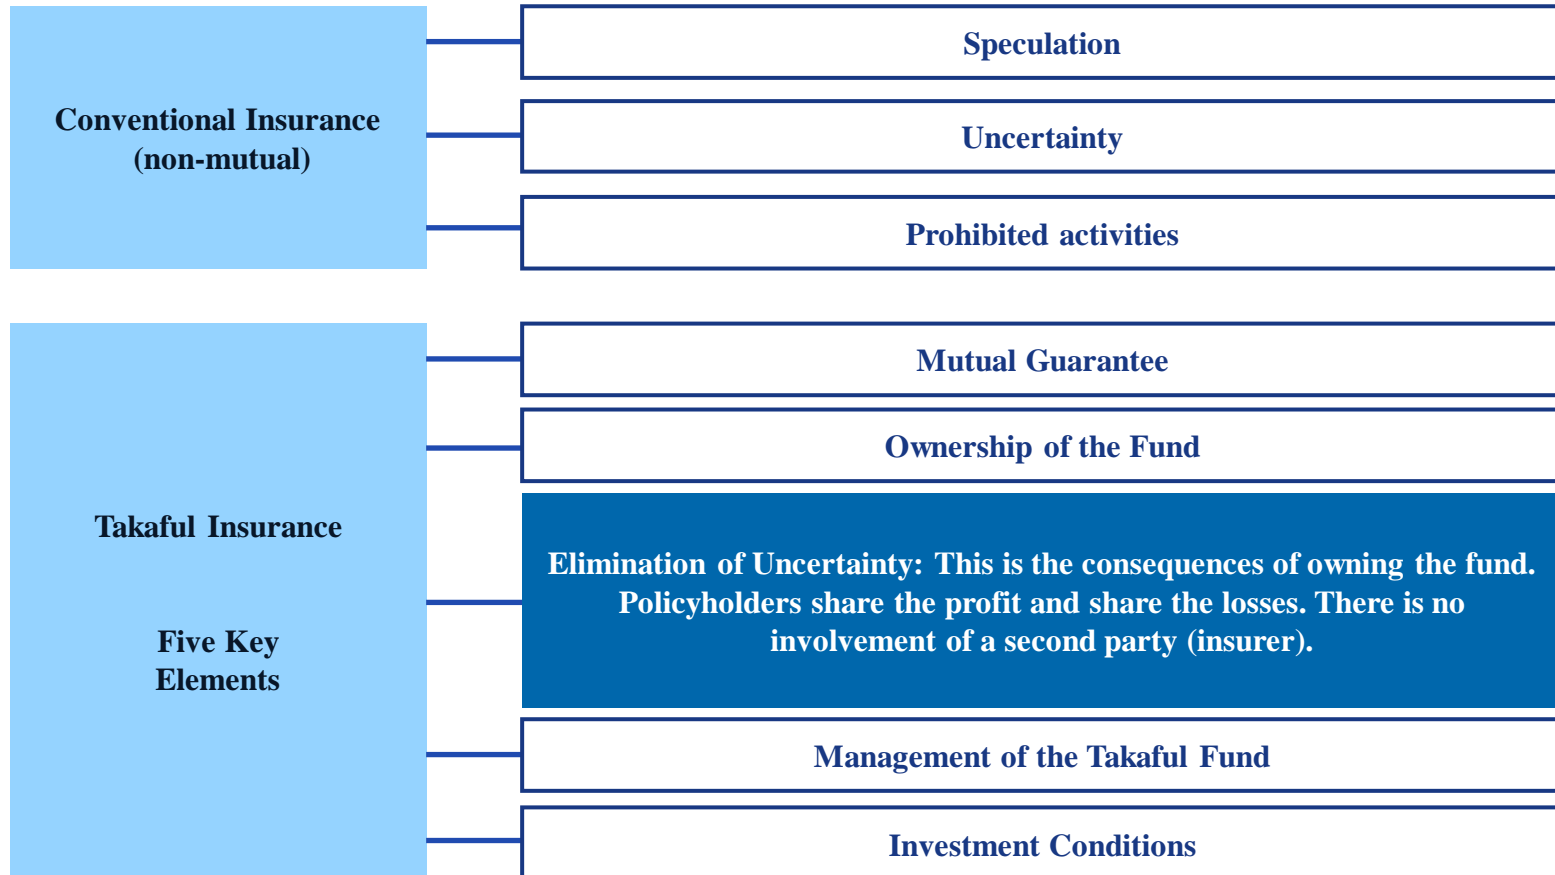 Conventional Insurance
(non-mutual)
Speculation
Uncertainty
Prohibited activities
Takaful Insurance
Five Key
Elements
Mutual Guarantee
Ownership of the Fund
Elimination of Uncertainty: This is the consequences of owning the fund.
Policyholders share the profit and share the losses. There is no
involvement of a second party (insurer).
Management of the Takaful Fund
Investment Conditions